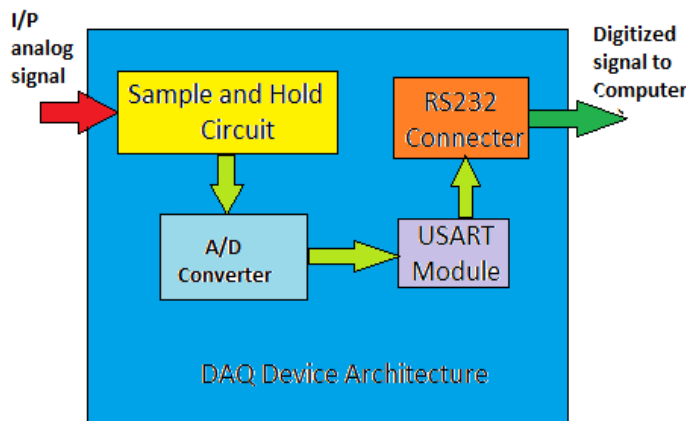 I/P
analog
signal
Sample and Hold
Circuit
A/D
Converter
USART
Module
RS232
Connecter
Digitized
signal to
Computer
DAQ Device Architecture